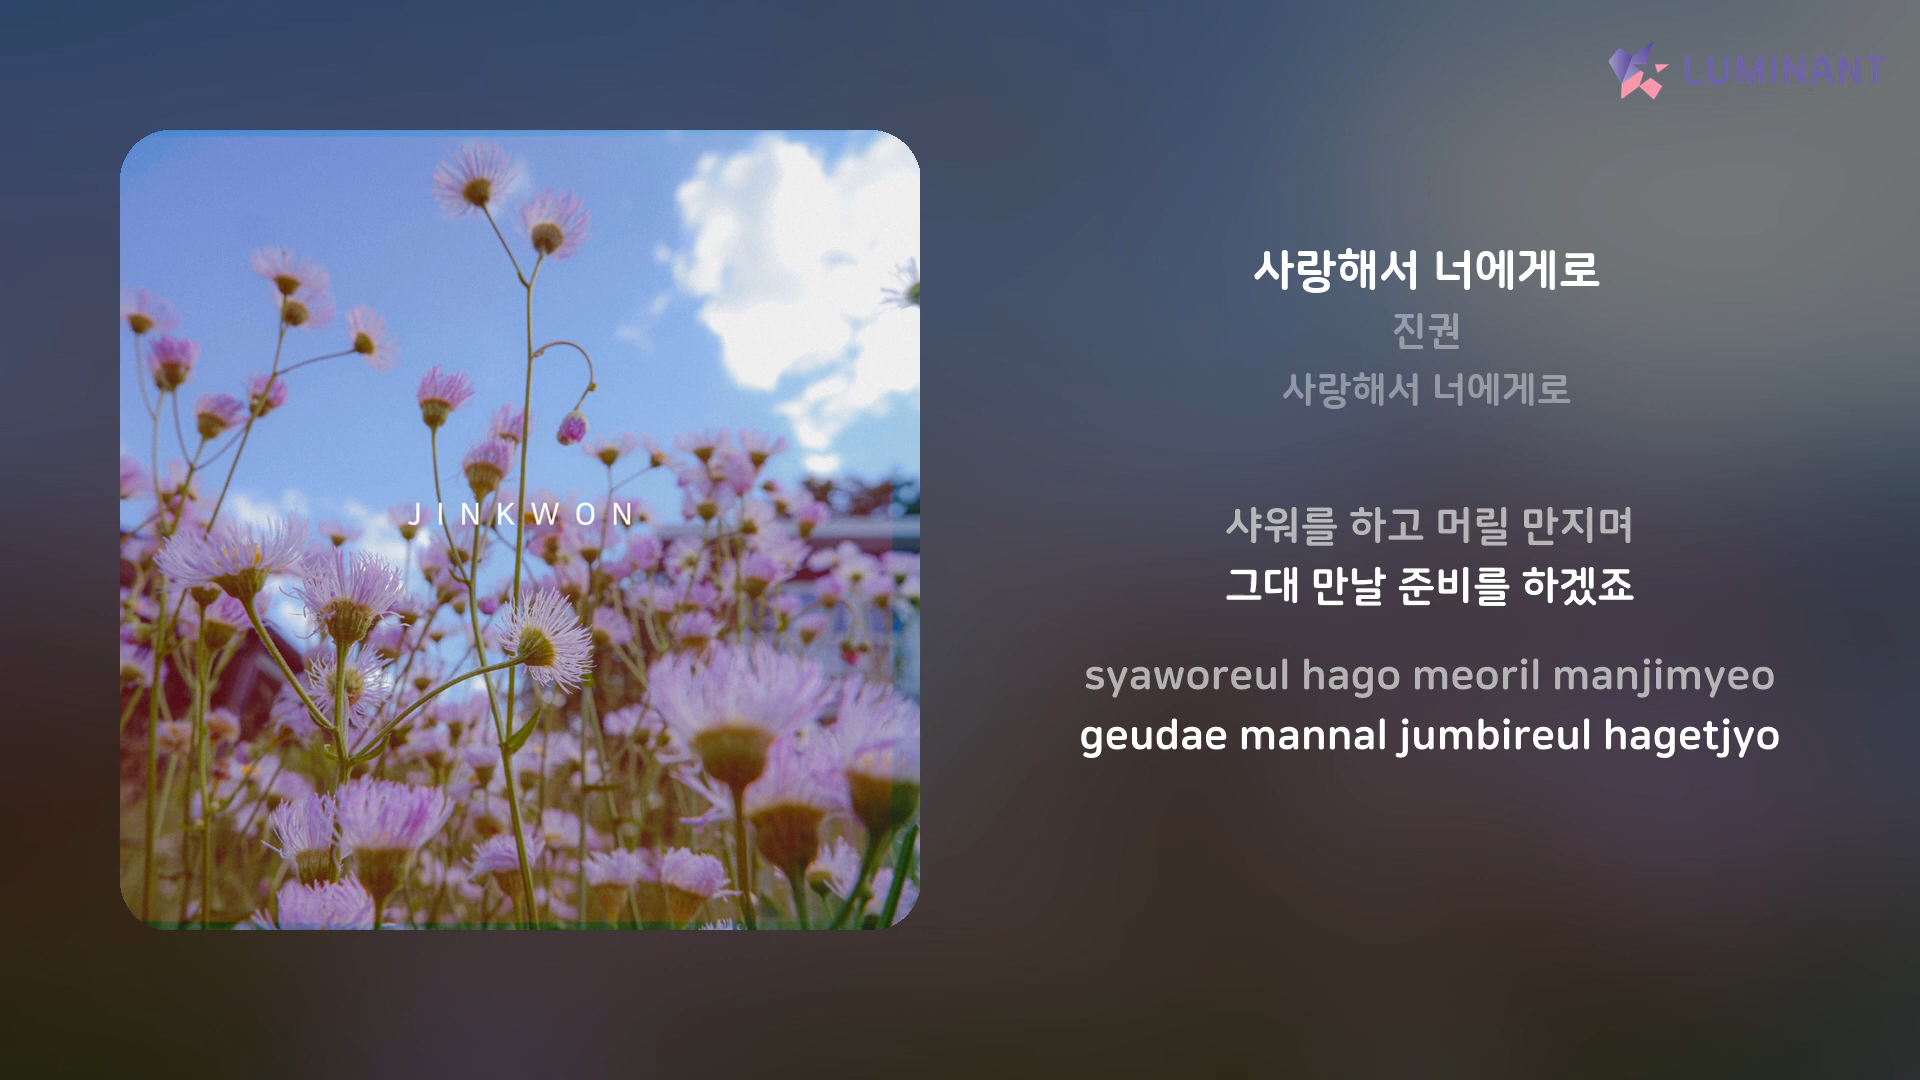 LUMINANT
JINKWON
사랑해서 너에게로
진권
사랑해서 너에게로
샤워를 하고 머릴 만지며
그대 만날 준비를 하겠죠
syaworeul hago meoril manjimyeo
geudae mannal jumbireul hagetjyo